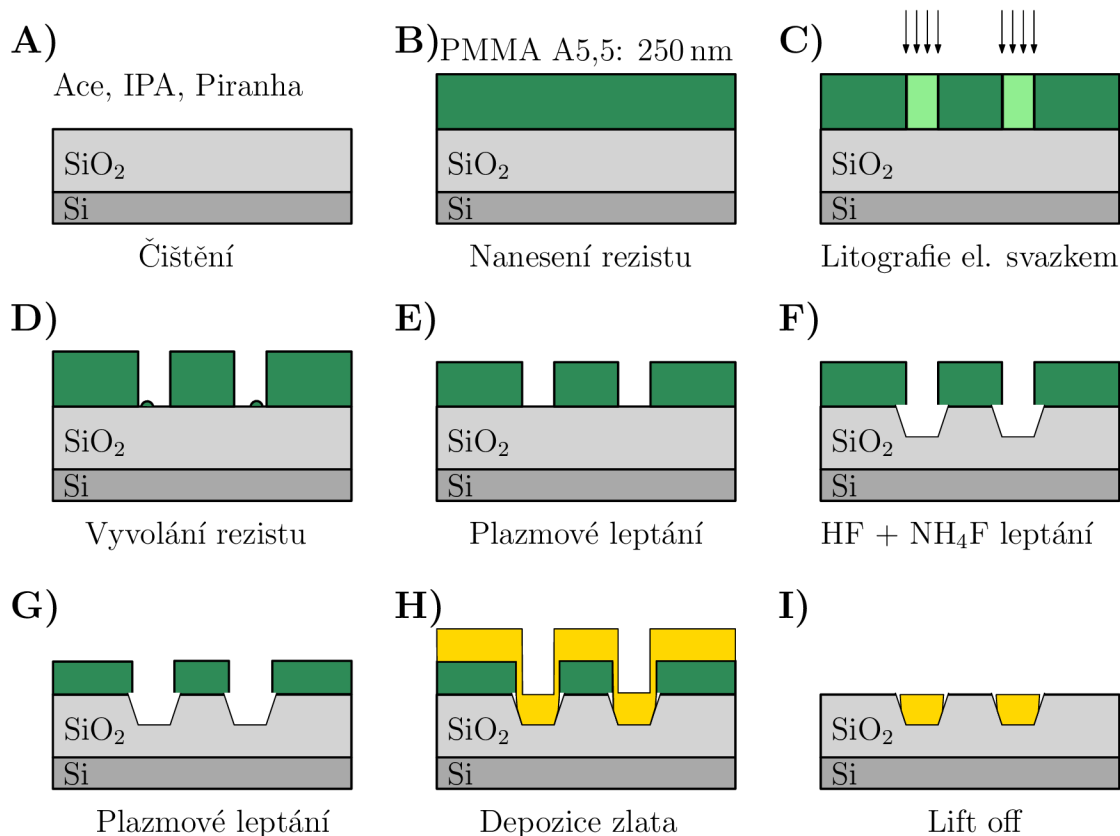 A)
Ace, IPA, Piranha
SiO₂
Si
Čištění
B) PMMA A5,5: 250 nm
SiO₂
Si
Nanesení rezistu
C)
SiO₂
Si
Litografie el. svazkem
D)
SiO₂
Si
Vyvolání rezistu
E)
SiO₂
Si
Plazmové leptání
F)
SiO₂
Si
HF + NH₄F leptání
G)
SiO₂
Si
Plazmové leptání
H)
SiO₂
Si
Depozice zlata
I)
SiO₂
Si
Lift off